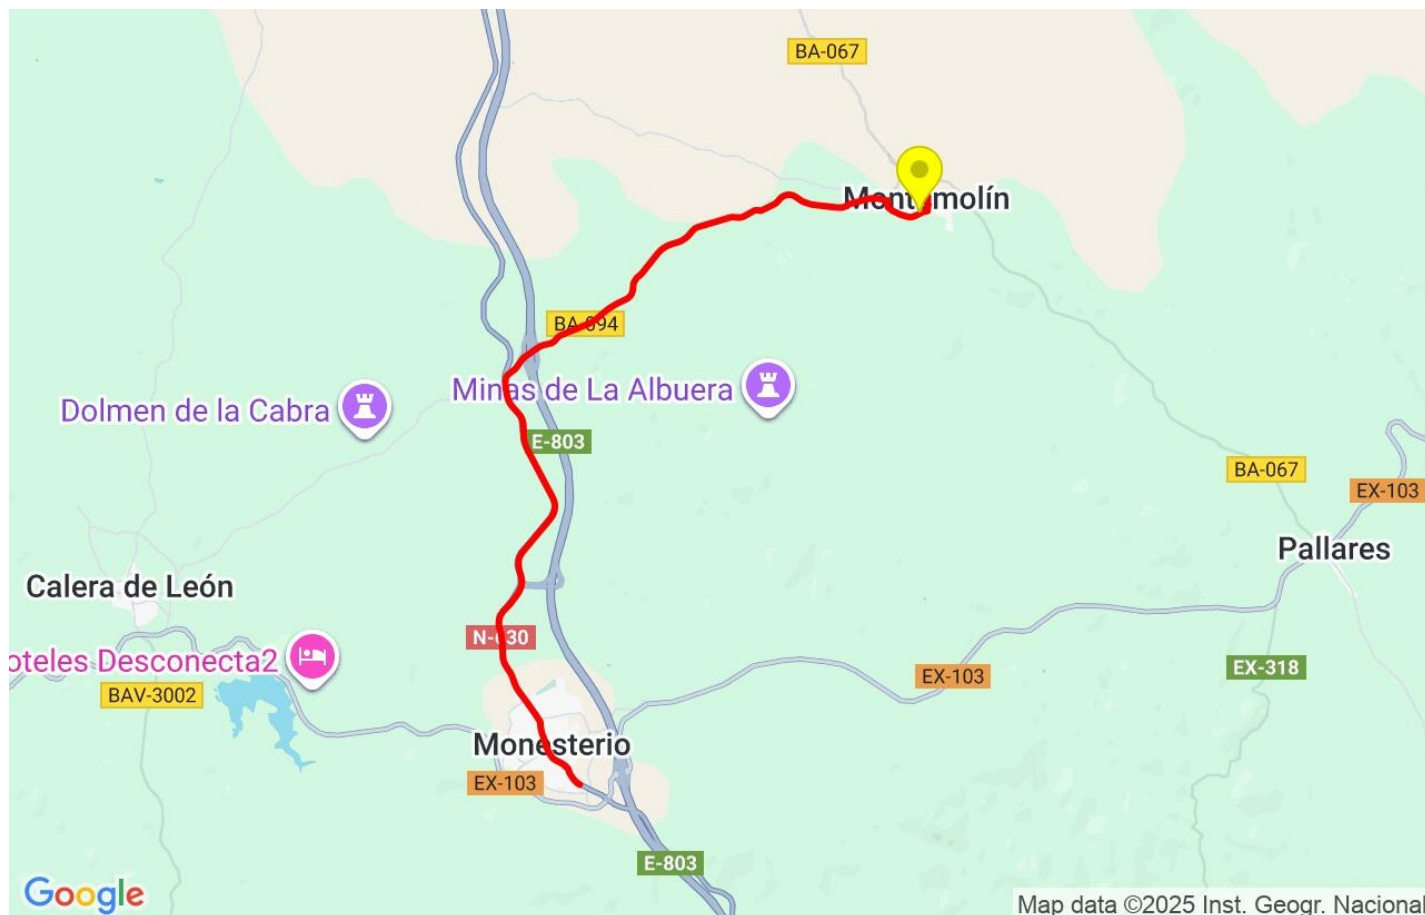 BA-067
Montemolín
BA-094
Minas de La Albuera
Dolmen de la Cabra
E-803
BA-067
EX-103
Pallares
Calera de León
N-630
oteles Desconecta2
EX-103
EX-318
BAV-3002
Monesterio
EX-103
E-803
Google
Map data ©2025 Inst. Geogr. Nacional